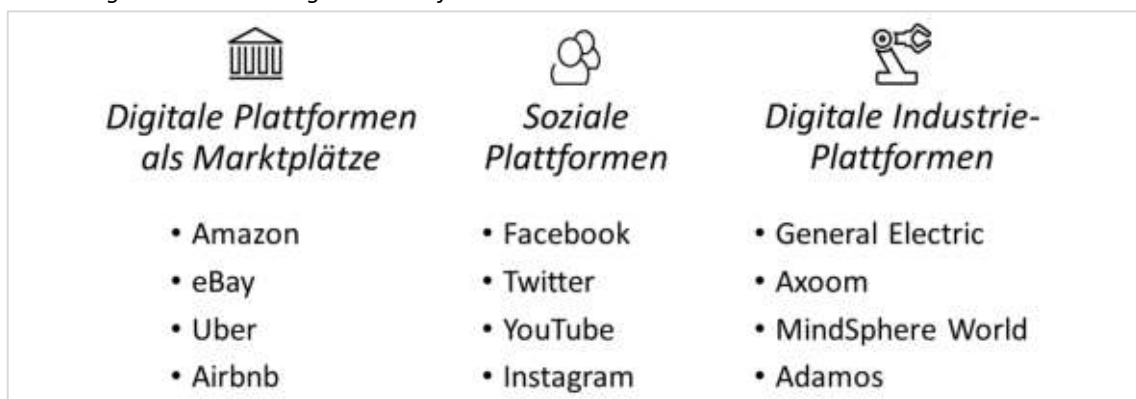 Digitale Plattformen
als Marktplätze
• Amazon
• eBay
• Uber
• Airbnb
Soziale
Plattformen
• Facebook
• Twitter
• YouTube
• Instagram
Digitale Industrie-
Plattformen
• General Electric
• Axoom
• MindSphere World
• Adamos